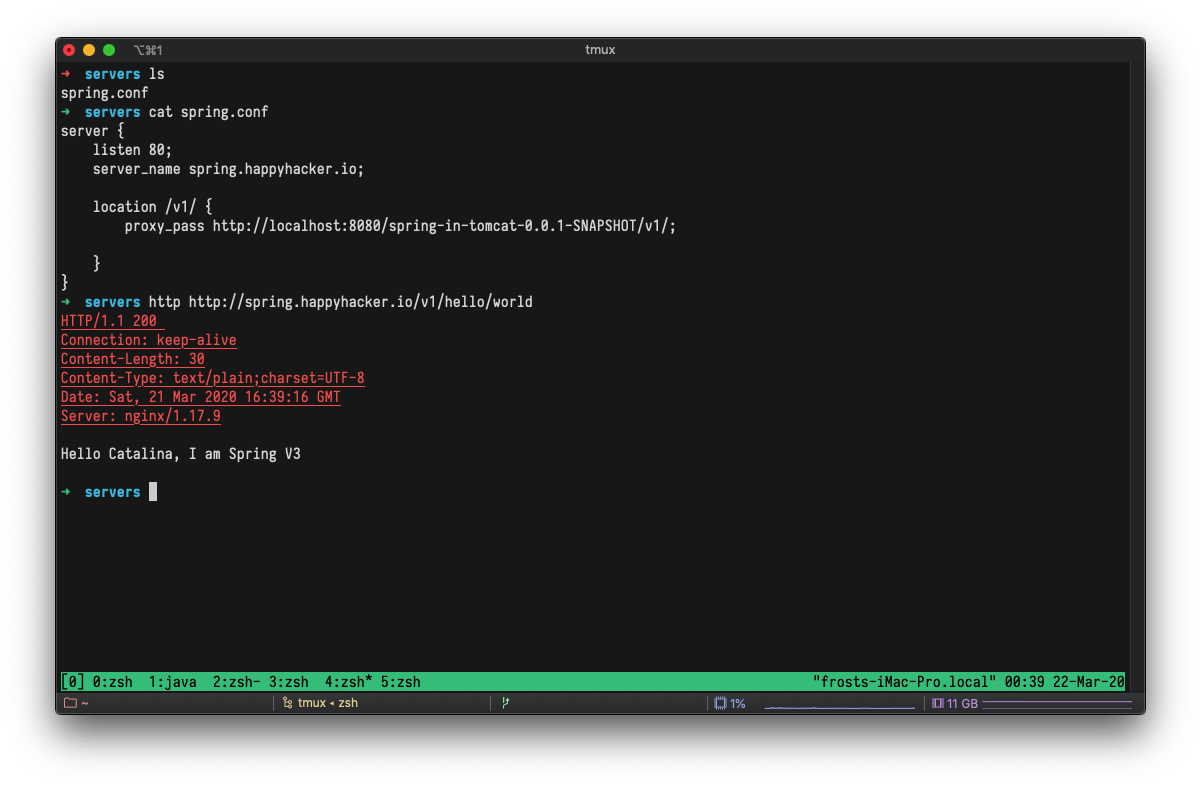 ⌥⌘1 tmux
➜ servers ls
spring.conf
➜ servers cat spring.conf
server {
    listen 80;
    server_name spring.happyhacker.io;
    location /v1/ {
        proxy_pass http://localhost:8080/spring-in-tomcat-0.0.1-SNAPSHOT/v1/;
    }
}
➜ servers http http://spring.happyhacker.io/v1/hello/world
HTTP/1.1 200
Connection: keep-alive
Content-Length: 30
Content-Type: text/plain;charset=UTF-8
Date: Sat, 21 Mar 2020 16:39:16 GMT
Server: nginx/1.17.9
Hello Catalina, I am Spring V3
➜ servers
[0] 0:zsh  1:java  2:zsh- 3:zsh  4:zsh* 5:zsh "frosts-iMac-Pro.local" 00:39 22-Mar-20
~ tmux ◂ zsh 1% 11 GB